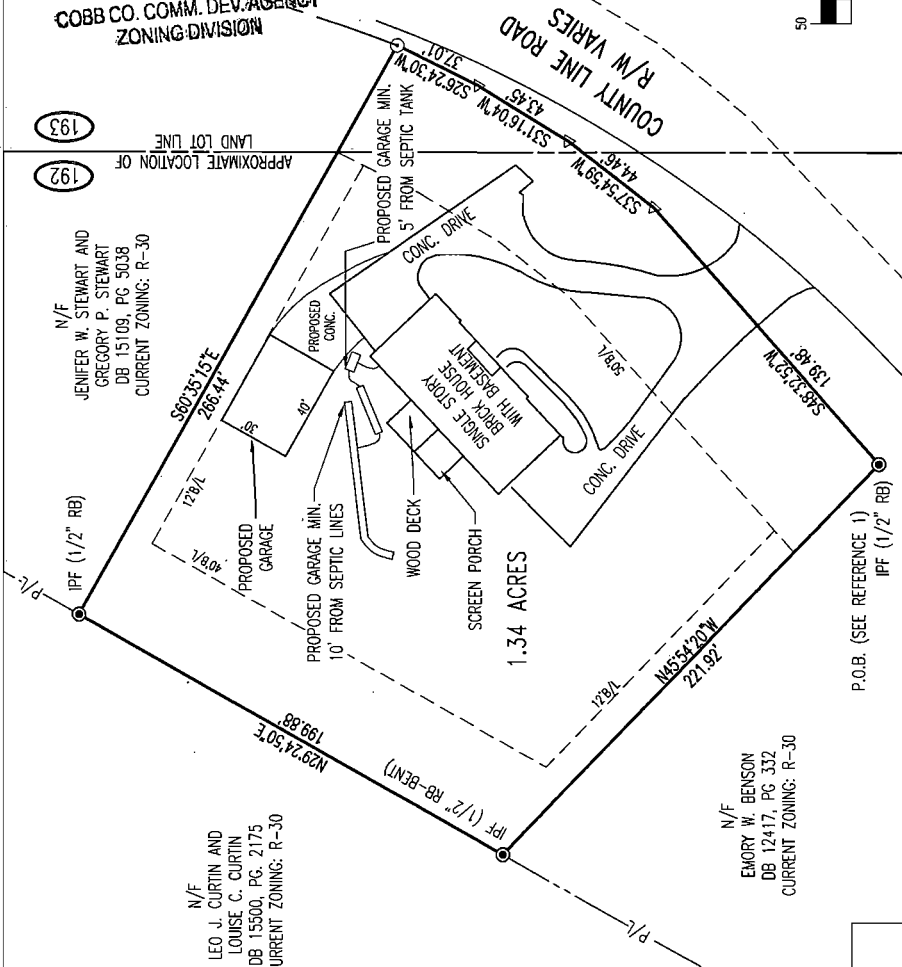 COBB CO. COMM. DEV. AGENCY
ZONING DIVISION
193
192
APPROXIMATE LOCATION OF
LAND LOT LINE
COUNTY LINE ROAD
R/W VARIES
50
N/F
JENIFER W. STEWART AND
GREGORY P. STEWART
DB 15109, PG 5038
CURRENT ZONING: R-30
S60°35'15"E
266.44'
S26°24'30"W
37.01'
S31°16'04"W
43.45'
S37°54'59"W
44.46'
S48°32'52"W
139.48'
N45°54'20"W
221.92'
N29°24'50"E
199.88'
P/L
IPF (1/2" RB)
12'B/L
40'B/L
50'B/L
12'B/L
PROPOSED GARAGE MIN.
5' FROM SEPTIC TANK
PROPOSED
CONC.
CONC. DRIVE
30'
40'
PROPOSED
GARAGE
PROPOSED GARAGE MIN.
10' FROM SEPTIC LINES
WOOD DECK
SCREEN PORCH
SINGLE STORY
BRICK HOUSE
WITH BASEMENT
CONC. DRIVE
1.34 ACRES
IPF (1/2" RB-BENT)
P/L
P.O.B. (SEE REFERENCE 1)
IPF (1/2" RB)
N/F
LEO J. CURTIN AND
LOUISE C. CURTIN
DB 15500, PG. 2175
URRENT ZONING: R-30
N/F
EMORY W. BENSON
DB 12417, PG 332
CURRENT ZONING: R-30